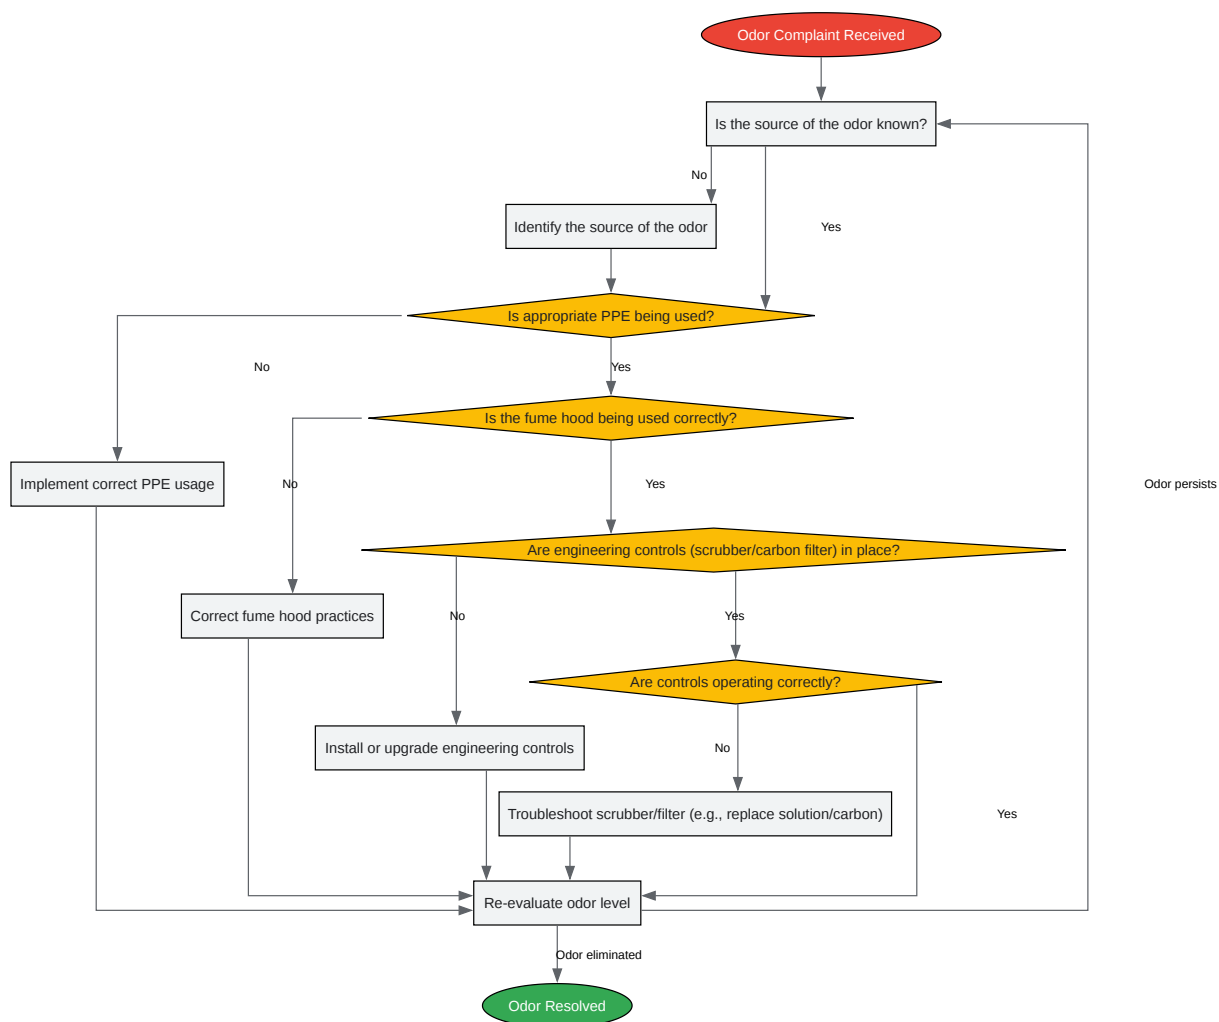 Odor Complaint Received
Is the source of the odor known?
No
Identify the source of the odor
Yes
Is appropriate PPE being used?
No
Yes
Is the fume hood being used correctly?
Implement correct PPE usage
No
Yes
Odor persists
Are engineering controls (scrubber/carbon filter) in place?
Correct fume hood practices
No
Yes
Are controls operating correctly?
Install or upgrade engineering controls
No
Troubleshoot scrubber/filter (e.g., replace solution/carbon)
Yes
Re-evaluate odor level
Odor eliminated
Odor Resolved